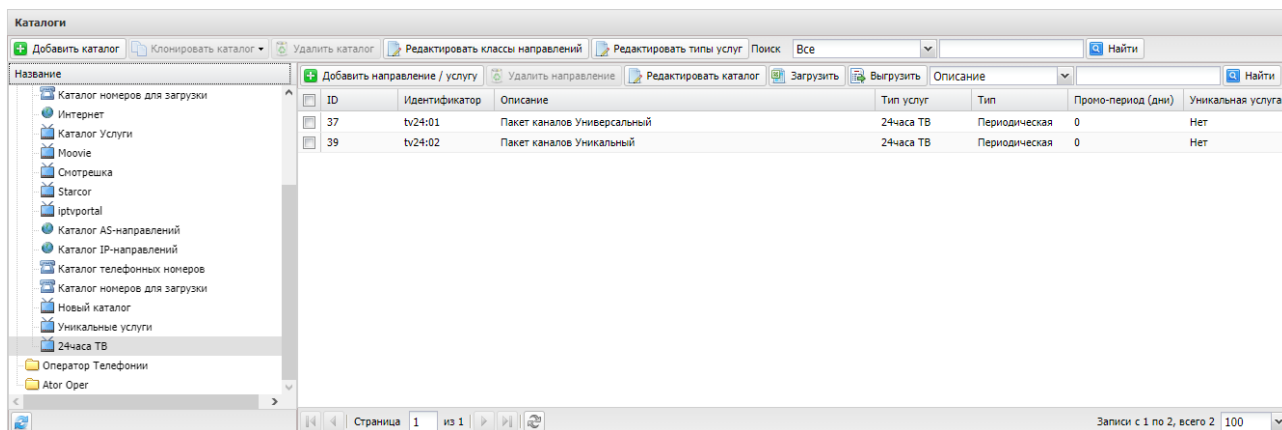 Каталоги
Добавить каталог Клонировать каталог Удалить каталог Редактировать классы направлений Редактировать типы услуг Поиск Все Найти
Название
Каталог номеров для загрузки
Интернет
Каталог Услуги
Moovie
Смотрешка
Starcor
iptvportal
Каталог AS-направлений
Каталог IP-направлений
Каталог телефонных номеров
Каталог номеров для загрузки
Новый каталог
Уникальные услуги
24часа ТВ
Оператор Телефонии
Ator Oper
Добавить направление / услугу Удалить направление Редактировать каталог Загрузить Выгрузить Описание Найти
ID Идентификатор Описание Тип услуг Тип Промо-период (дни) Уникальная услуга
37 tv24:01 Пакет каналов Универсальный 24часа ТВ Периодическая 0 Нет
39 tv24:02 Пакет каналов Уникальный 24часа ТВ Периодическая 0 Нет
Страница 1 из 1 Записи с 1 по 2, всего 2 100